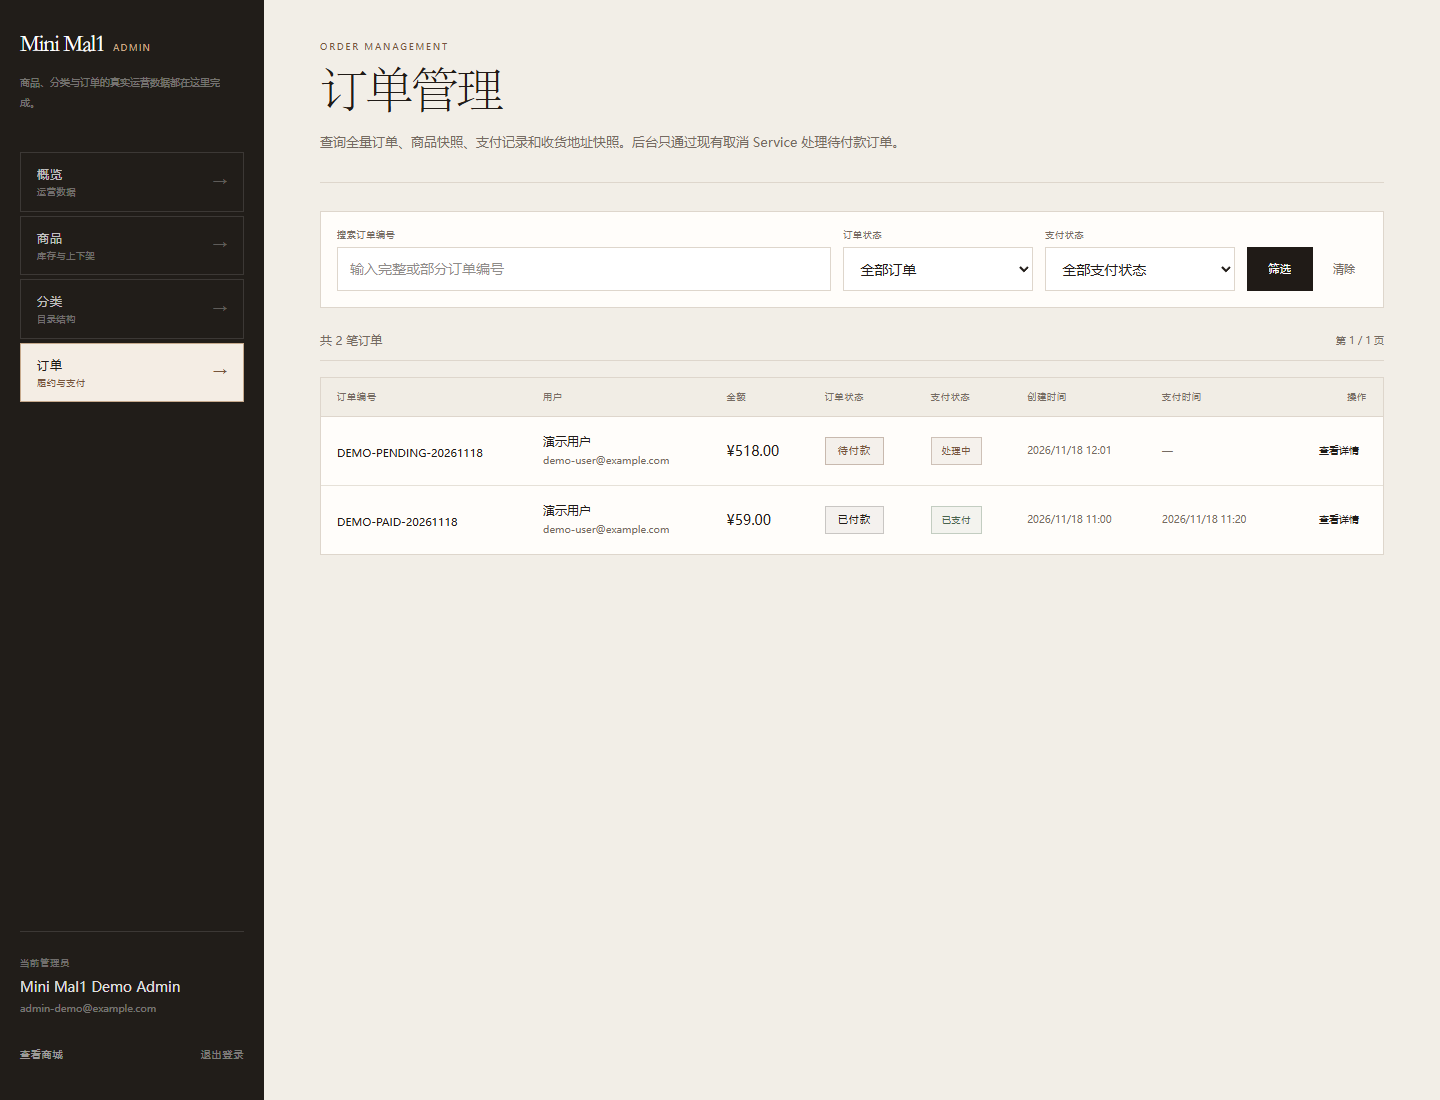 Mini Mal1 ADMIN
商品、分类与订单的真实运营数据都在这里完
成。
概览 →
运营数据
商品 →
库存与上下架
分类 →
目录结构
订单 →
履约与支付
当前管理员
Mini Mal1 Demo Admin
admin-demo@example.com
查看商城 退出登录
ORDER MANAGEMENT
订单管理
查询全量订单、商品快照、支付记录和收货地址快照。后台只通过现有取消 Service 处理待付款订单。
搜索订单编号 订单状态 支付状态
输入完整或部分订单编号 全部订单 全部支付状态 筛选 清除
共 2 笔订单 第 1 / 1 页
订单编号 用户 金额 订单状态 支付状态 创建时间 支付时间 操作
DEMO-PENDING-20261118 演示用户 ¥518.00 待付款 处理中 2026/11/18 12:01 — 查看详情
demo-user@example.com
DEMO-PAID-20261118 演示用户 ¥59.00 已付款 已支付 2026/11/18 11:00 2026/11/18 11:20 查看详情
demo-user@example.com